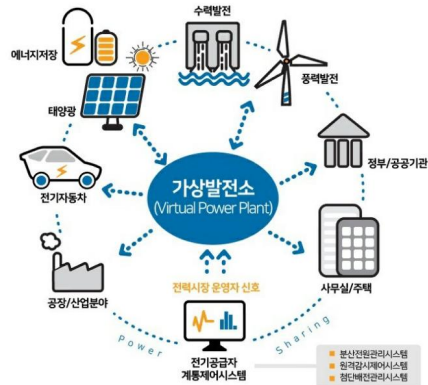 수력발전
에너지저장
풍력발전
태양광
정부/공공기관
가상발전소
(Virtual Power Plant)
전기자동차
전력시장 운영자 신호
사무실/주택
공장/산업분야
Power
Sharing
전기공급자
계통제어시스템
분산전원관리시스템
원격감시제어시스템
첨단배전관리시스템